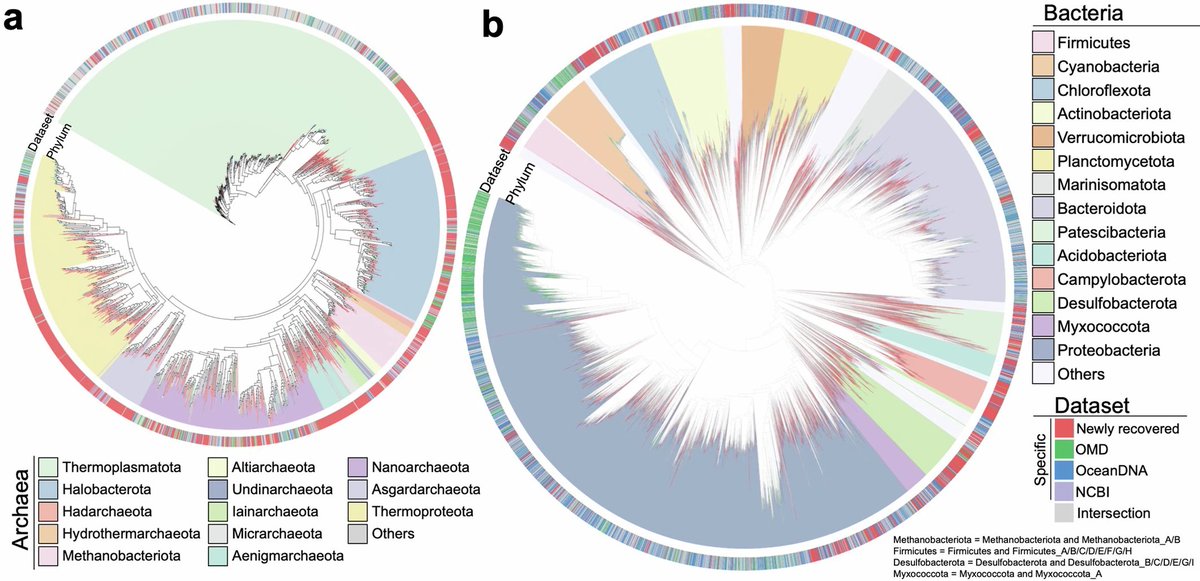 a
Dataset
Phylum
Archaea
Thermoplasmatota
Halobacterota
Hadarchaeota
Hydrothermarchaeota
Methanobacteriota
Altiarchaeota
Undinarchaeota
Iainarchaeota
Micrarchaeota
Aenigmarchaeota
Nanoarchaeota
Asgardarchaeota
Thermoproteota
Others
b
Dataset
Phylum
Bacteria
Firmicutes
Cyanobacteria
Chloroflexota
Actinobacteriota
Verrucomicrobiota
Planctomycetota
Marinisomatota
Bacteroidota
Patescibacteria
Acidobacteriota
Campylobacterota
Desulfobacterota
Myxococcota
Proteobacteria
Others
Dataset
Specific
Newly recovered
OMD
OceanDNA
NCBI
Intersection
Methanobacteriota = Methanobacteriota and Methanobacteriota_A/B
Firmicutes = Firmicutes and Firmicutes_A/B/C/D/E/F/G/H
Desulfobacterota = Desulfobacterota and Desulfobacterota_B/C/D/E/G/I
Myxococcota = Myxococcota and Myxococcota_A